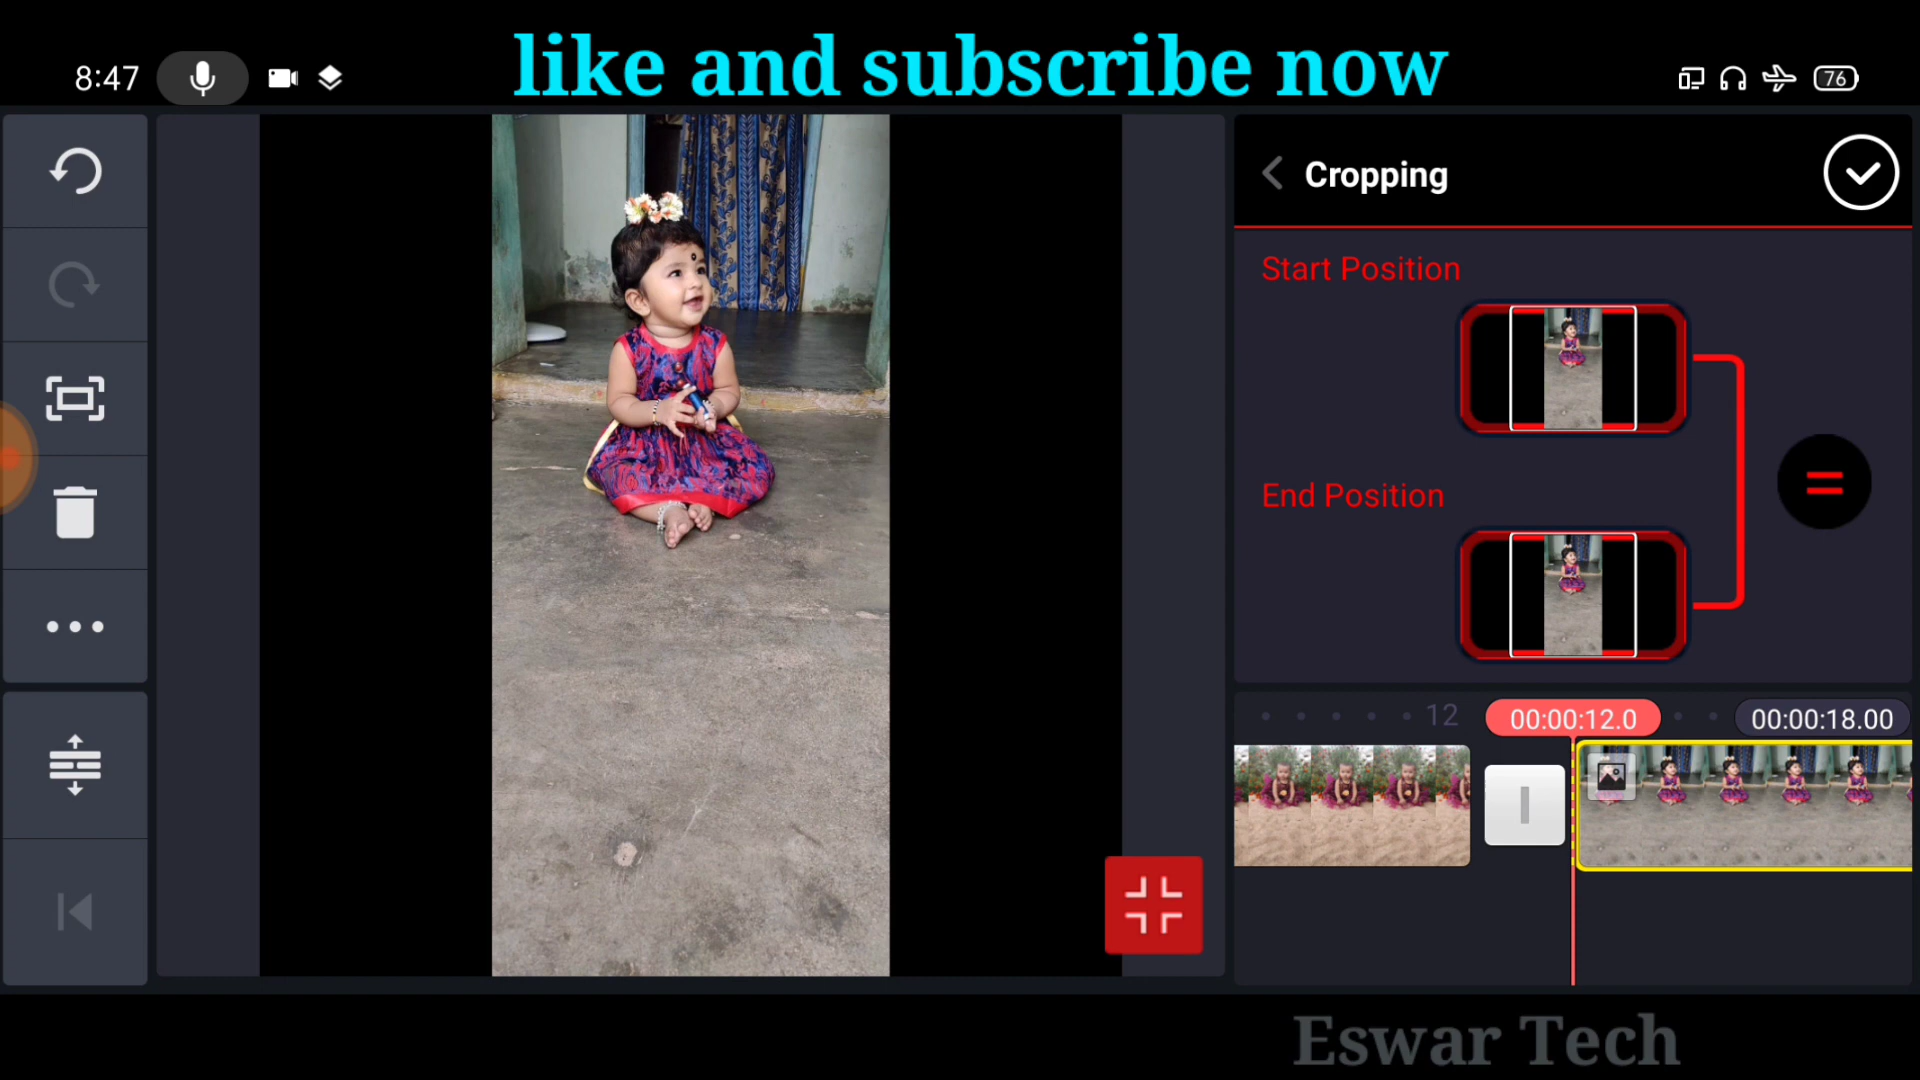 like and subscribe now
8:47
76
Cropping
Start Position
End Position
12
00:00:12.0
00:00:18.00
Eswar Tech